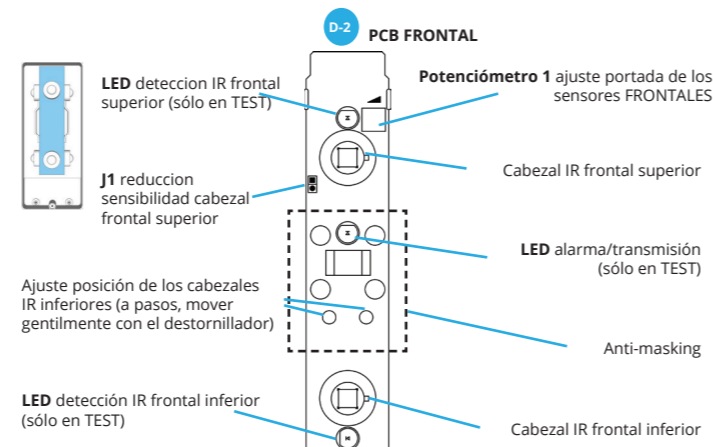 D-2 PCB FRONTAL
LED deteccion IR frontal
superior (sólo en TEST)
Potenciómetro 1 ajuste portada de los
sensores FRONTALES
Cabezal IR frontal superior
J1 reduccion
sensibilidad cabezal
frontal superior
LED alarma/transmisión
(sólo en TEST)
Ajuste posición de los cabezales
IR inferiores (a pasos, mover
gentilmente con el destornillador)
Anti-masking
LED detección IR frontal inferior
(sólo en TEST)
Cabezal IR frontal inferior